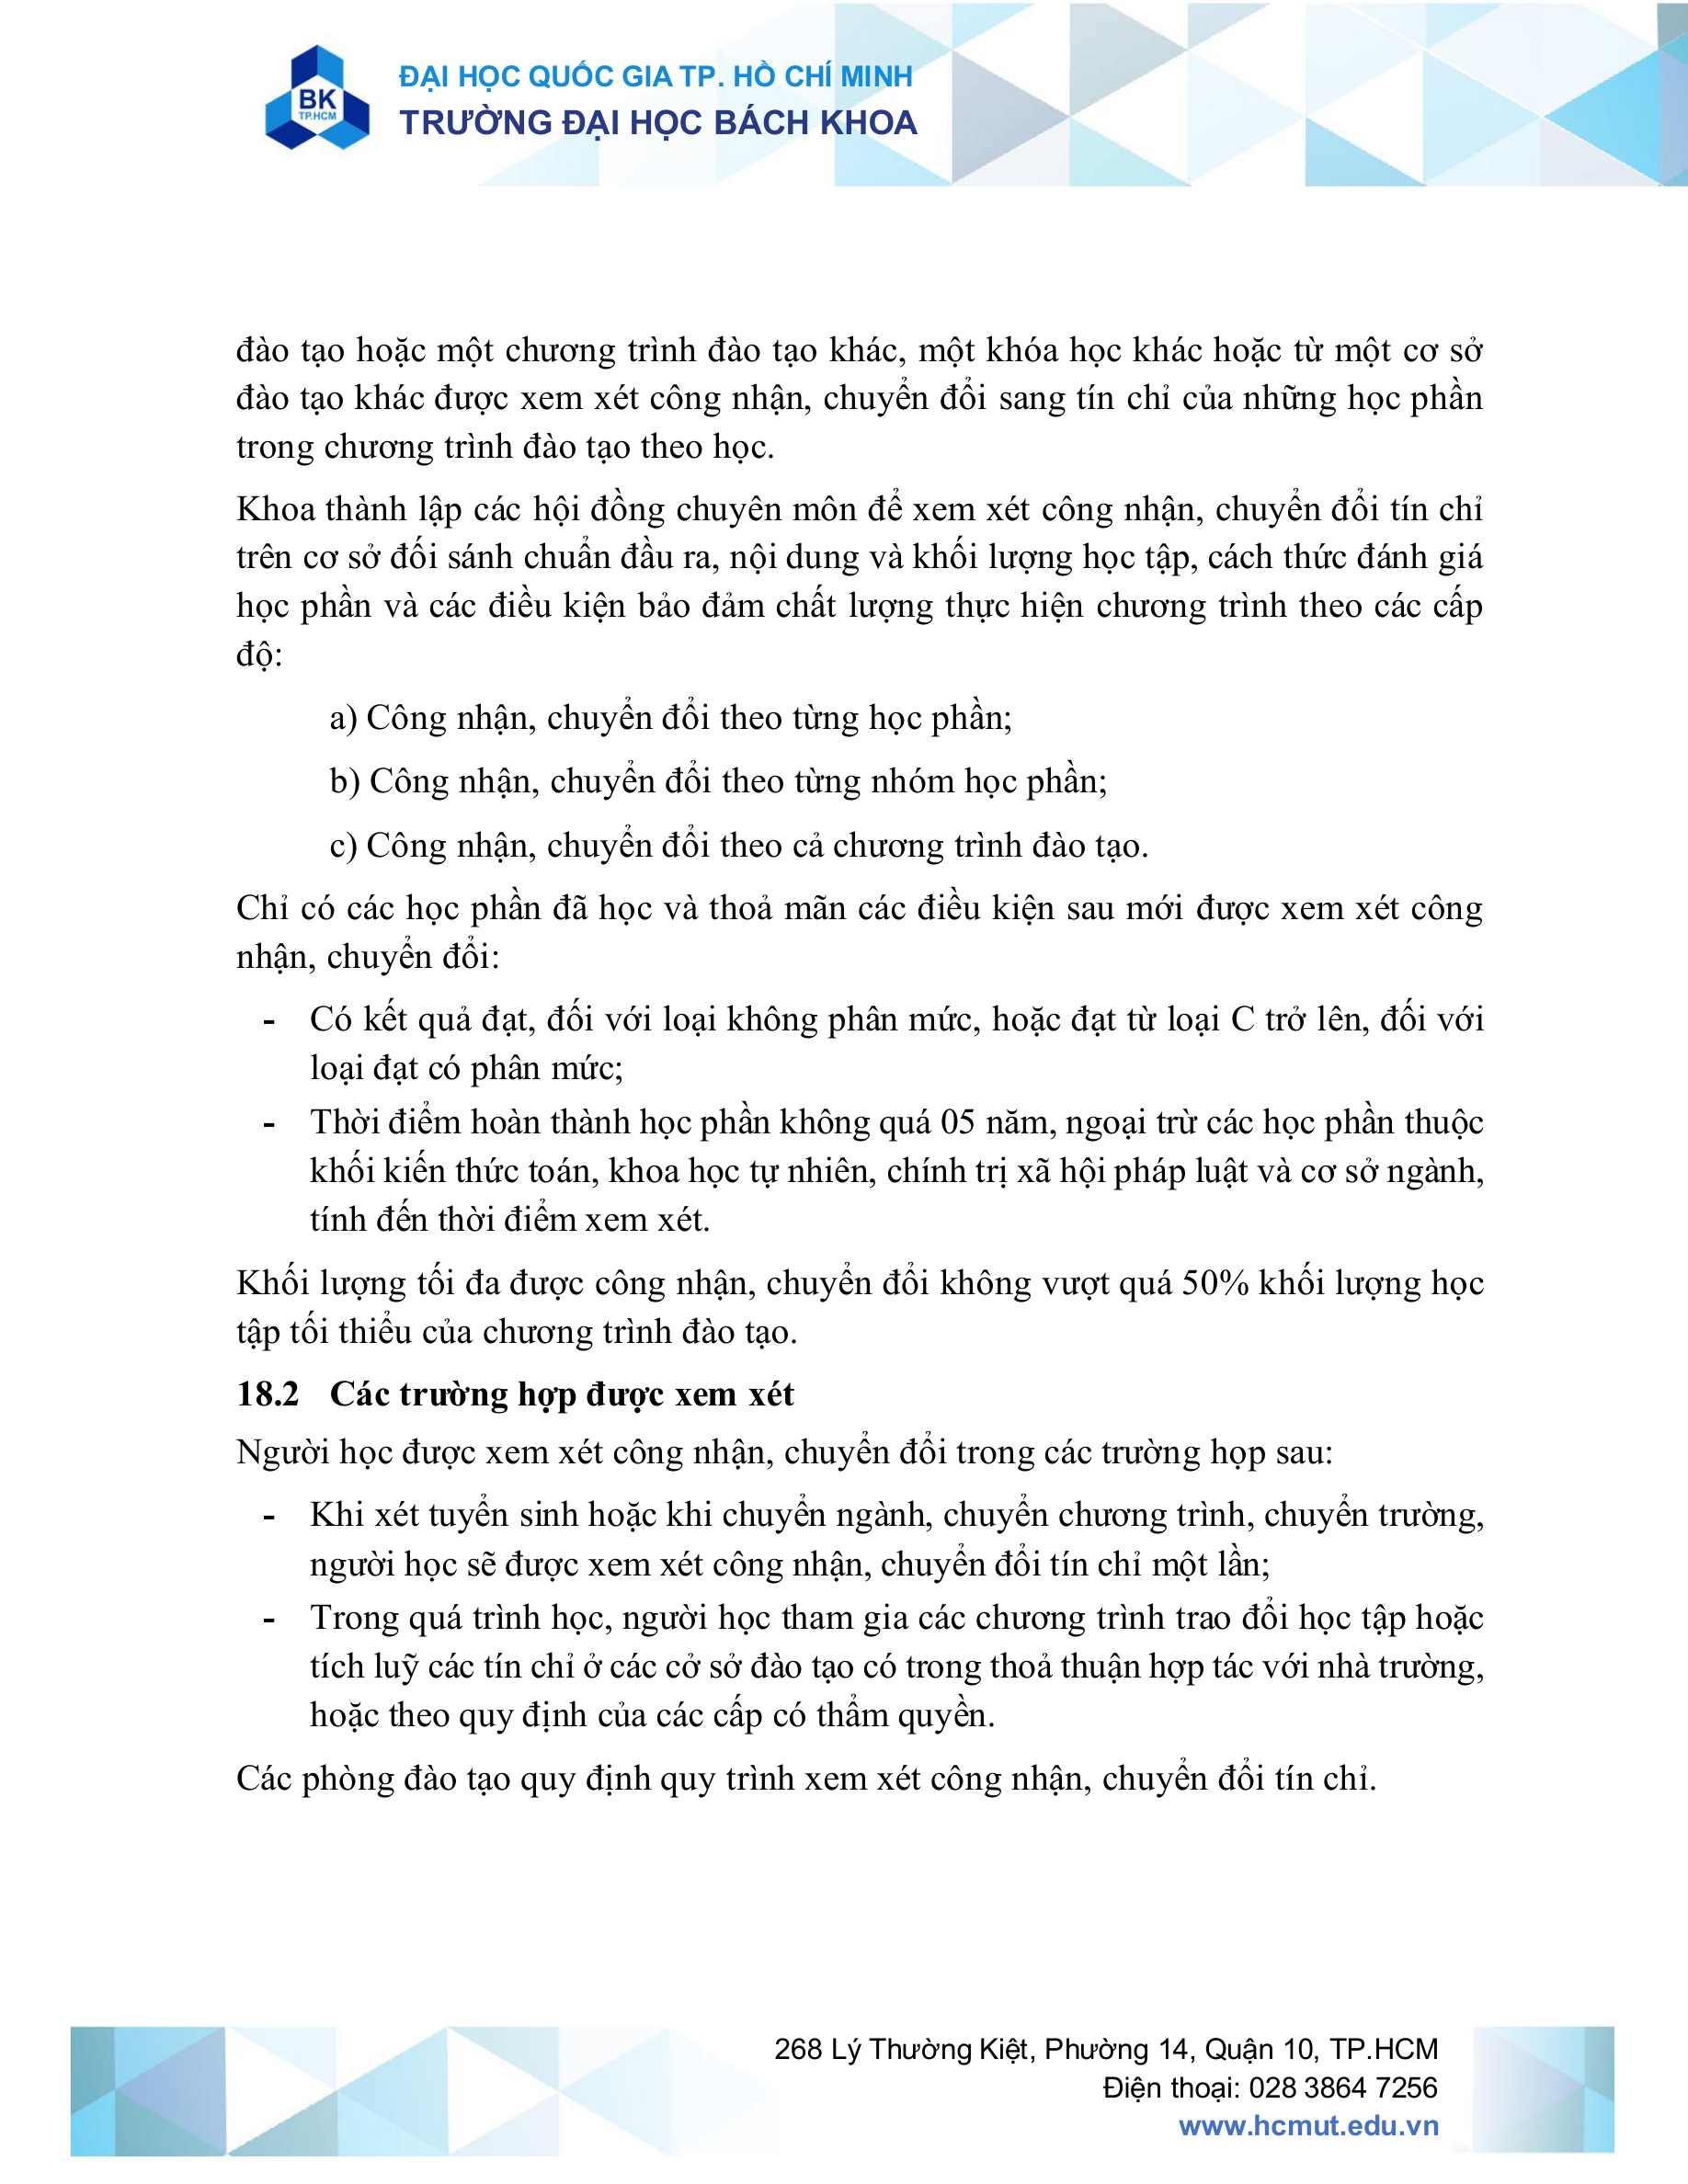 BK
TP.HCM
ĐẠI HỌC QUỐC GIA TP. HỒ CHÍ MINH
TRƯỜNG ĐẠI HỌC BÁCH KHOA
đào tạo hoặc một chương trình đào tạo khác, một khóa học khác hoặc từ một cơ sở
đào tạo khác được xem xét công nhận, chuyển đổi sang tín chỉ của những học phần
trong chương trình đào tạo theo học.
Khoa thành lập các hội đồng chuyên môn để xem xét công nhận, chuyển đổi tín chỉ
trên cơ sở đối sánh chuẩn đầu ra, nội dung và khối lượng học tập, cách thức đánh giá
học phần và các điều kiện bảo đảm chất lượng thực hiện chương trình theo các cấp
độ:
a) Công nhận, chuyển đổi theo từng học phần;
b) Công nhận, chuyển đổi theo từng nhóm học phần;
c) Công nhận, chuyển đổi theo cả chương trình đào tạo.
Chỉ có các học phần đã học và thoả mãn các điều kiện sau mới được xem xét công
nhận, chuyển đổi:
- Có kết quả đạt, đối với loại không phân mức, hoặc đạt từ loại C trở lên, đối với
loại đạt có phân mức;
- Thời điểm hoàn thành học phần không quá 05 năm, ngoại trừ các học phần thuộc
khối kiến thức toán, khoa học tự nhiên, chính trị xã hội pháp luật và cơ sở ngành,
tính đến thời điểm xem xét.
Khối lượng tối đa được công nhận, chuyển đổi không vượt quá 50% khối lượng học
tập tối thiểu của chương trình đào tạo.
18.2 Các trường hợp được xem xét
Người học được xem xét công nhận, chuyển đổi trong các trường họp sau:
- Khi xét tuyển sinh hoặc khi chuyển ngành, chuyển chương trình, chuyển trường,
người học sẽ được xem xét công nhận, chuyển đổi tín chỉ một lần;
- Trong quá trình học, người học tham gia các chương trình trao đổi học tập hoặc
tích luỹ các tín chỉ ở các cở sở đào tạo có trong thoả thuận hợp tác với nhà trường,
hoặc theo quy định của các cấp có thẩm quyền.
Các phòng đào tạo quy định quy trình xem xét công nhận, chuyển đổi tín chỉ.
268 Lý Thường Kiệt, Phường 14, Quận 10, TP.HCM
Điện thoại: 028 3864 7256
www.hcmut.edu.vn